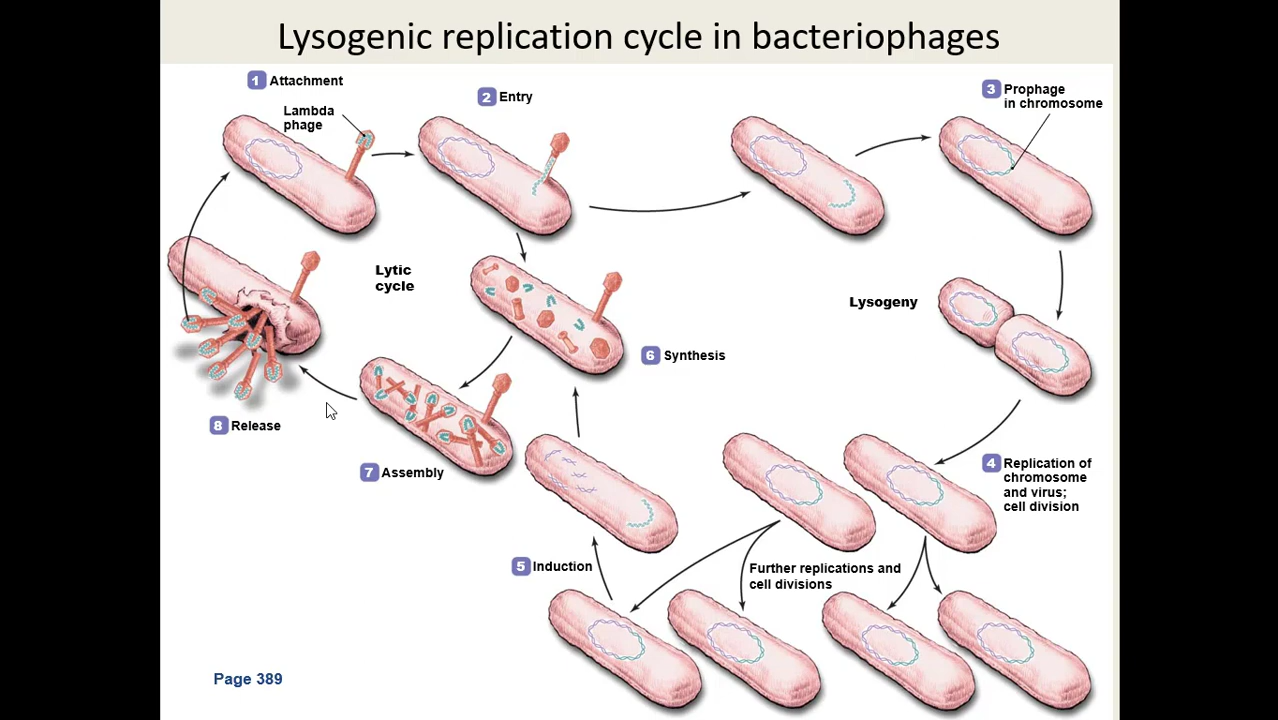 Lysogenic replication cycle in bacteriophages
1 Attachment
Lambda
phage
2 Entry
3 Prophage
in chromosome
Lytic
cycle
Lysogeny
6 Synthesis
8 Release
7 Assembly
4 Replication of
chromosome
and virus;
cell division
5 Induction
Further replications and
cell divisions
Page 389